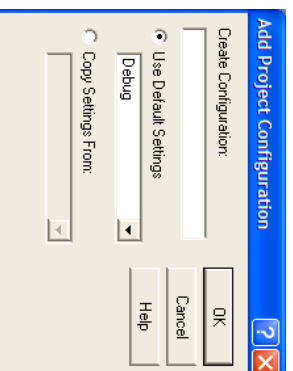 Add Project Configuration
Create Configuration:
OK
Cancel
Use Default Settings
Help
Debug
Copy Settings From: